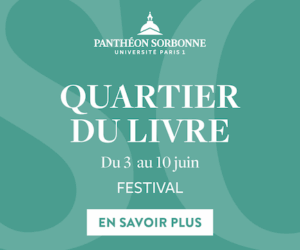 PANTHÉON SORBONNE
UNIVERSITÉ PARIS 1
QUARTIER
DU LIVRE
Du 3 au 10 juin
FESTIVAL
EN SAVOIR PLUS